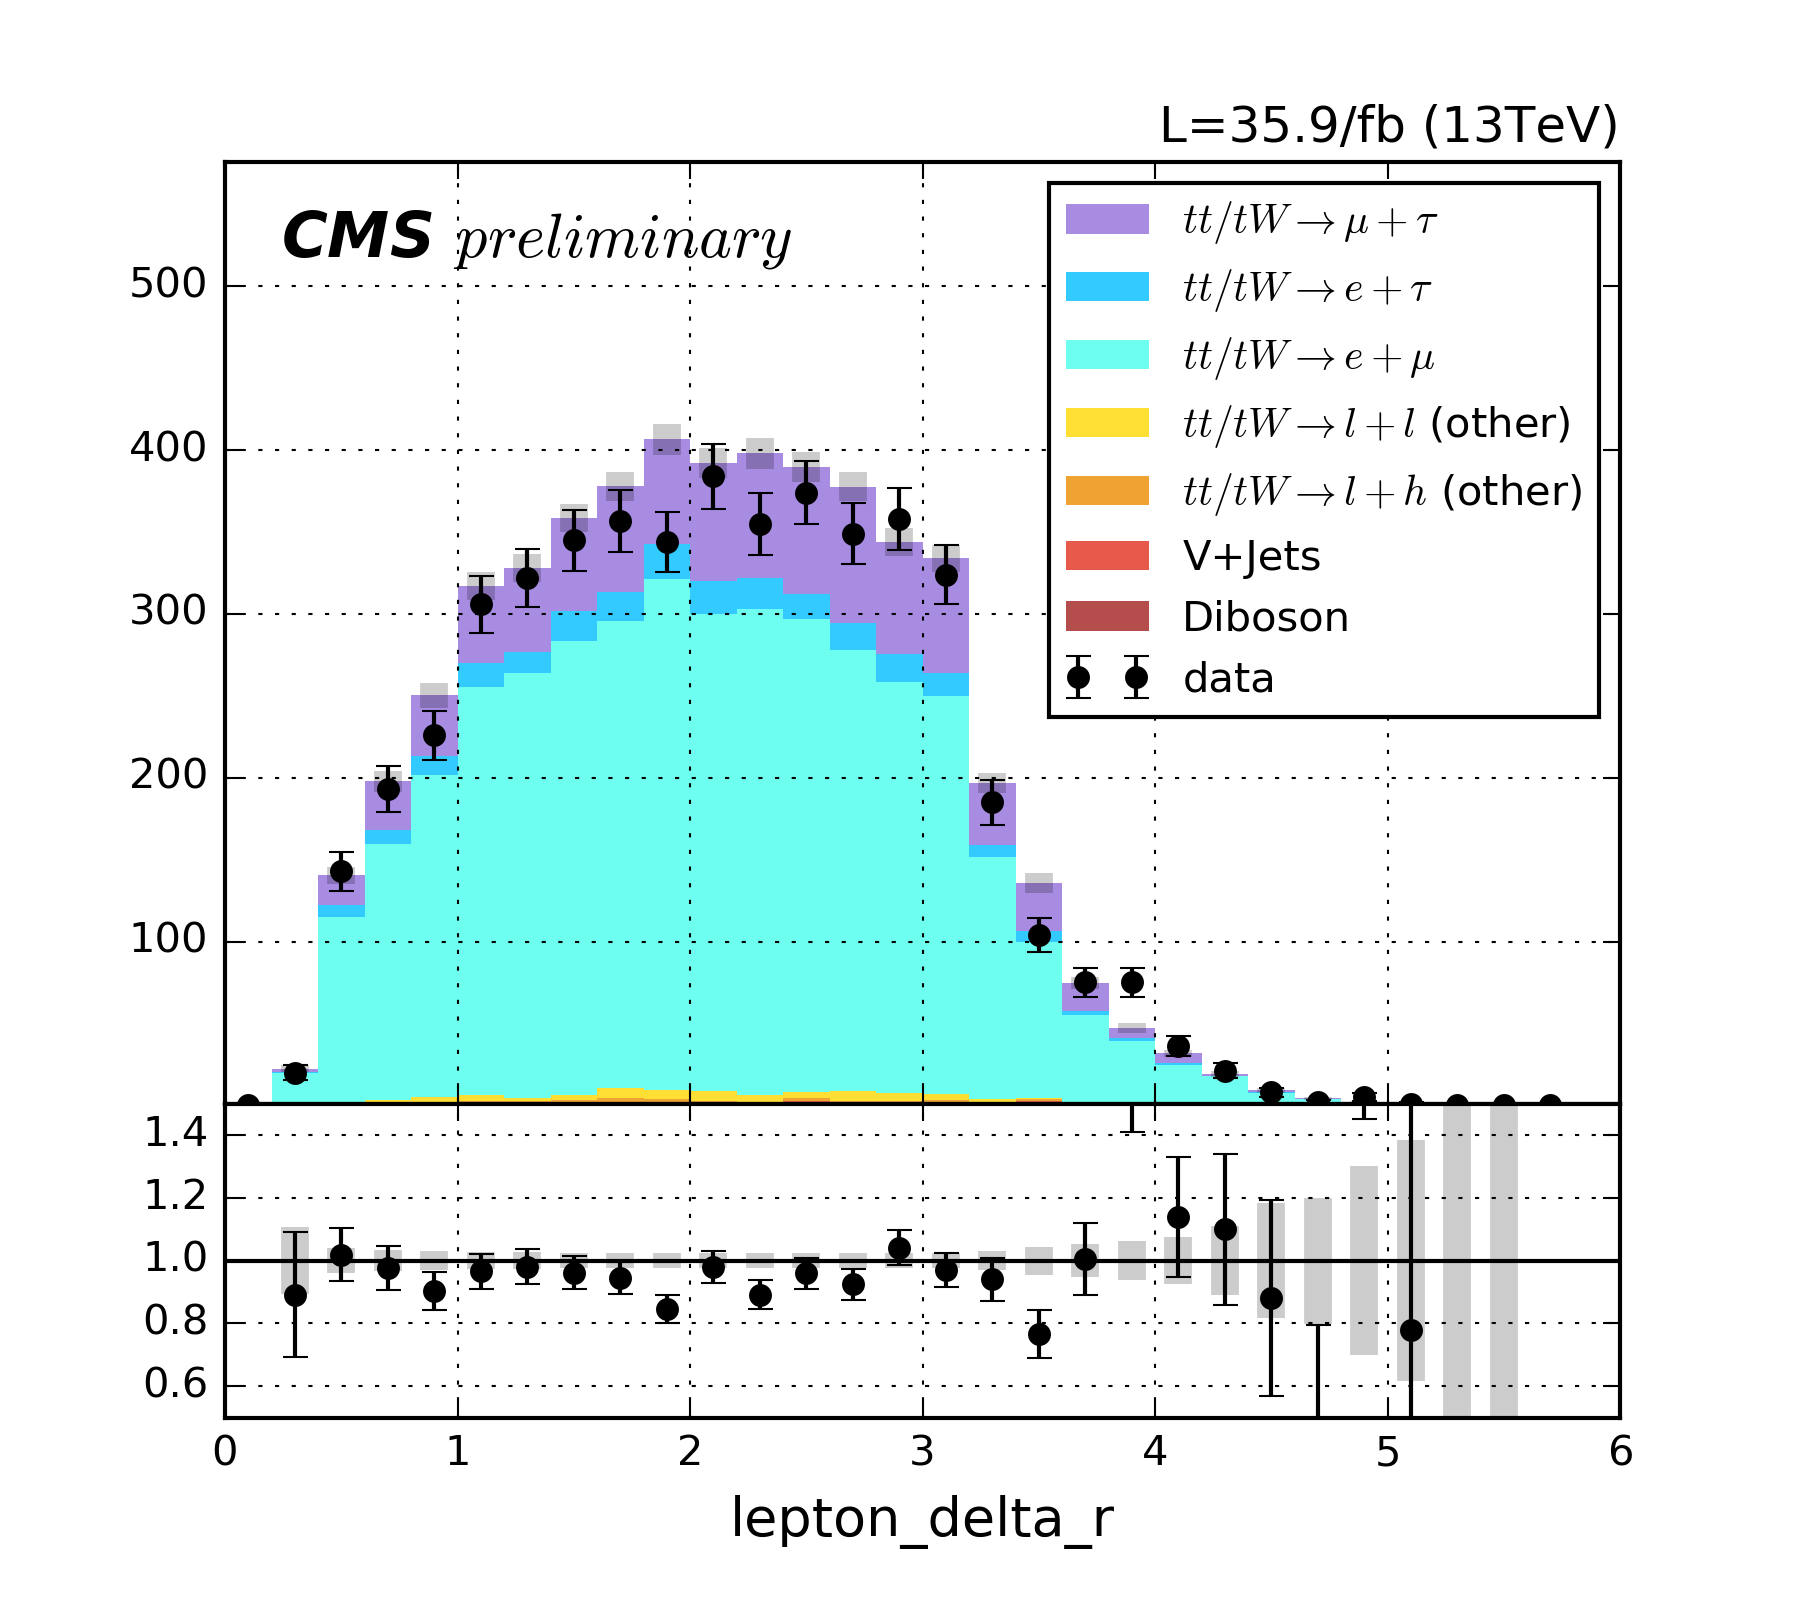 L=35.9/fb (13TeV)
CMS preliminary
tt/tW → μ + τ
tt/tW → e + τ
tt/tW → e + μ
tt/tW → l + l (other)
tt/tW → l + h (other)
V+Jets
Diboson
data
500
400
300
200
100
1.4
1.2
1.0
0.8
0.6
0 1 2 3 4 5 6
lepton_delta_r